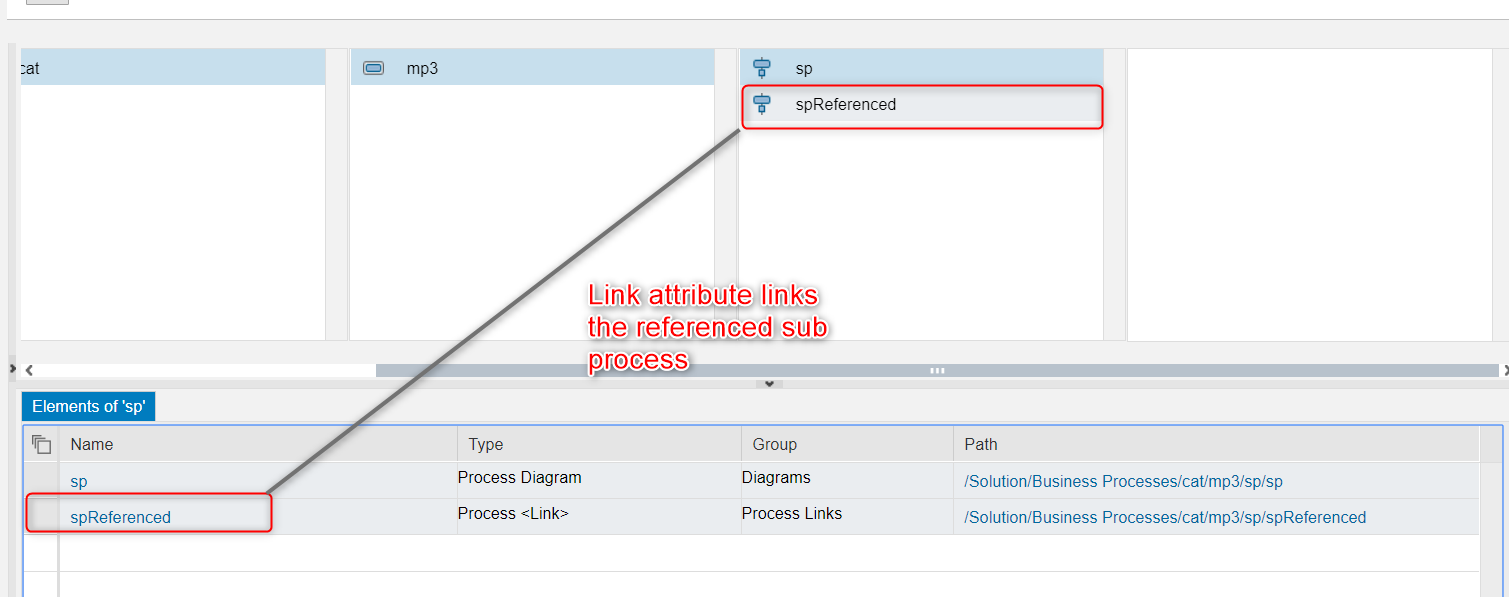 cat
mp3
sp
spReferenced
Link attribute links
the referenced sub
process
Elements of 'sp'
Name Type Group Path
sp Process Diagram Diagrams /Solution/Business Processes/cat/mp3/sp/sp
spReferenced Process <Link> Process Links /Solution/Business Processes/cat/mp3/sp/spReferenced